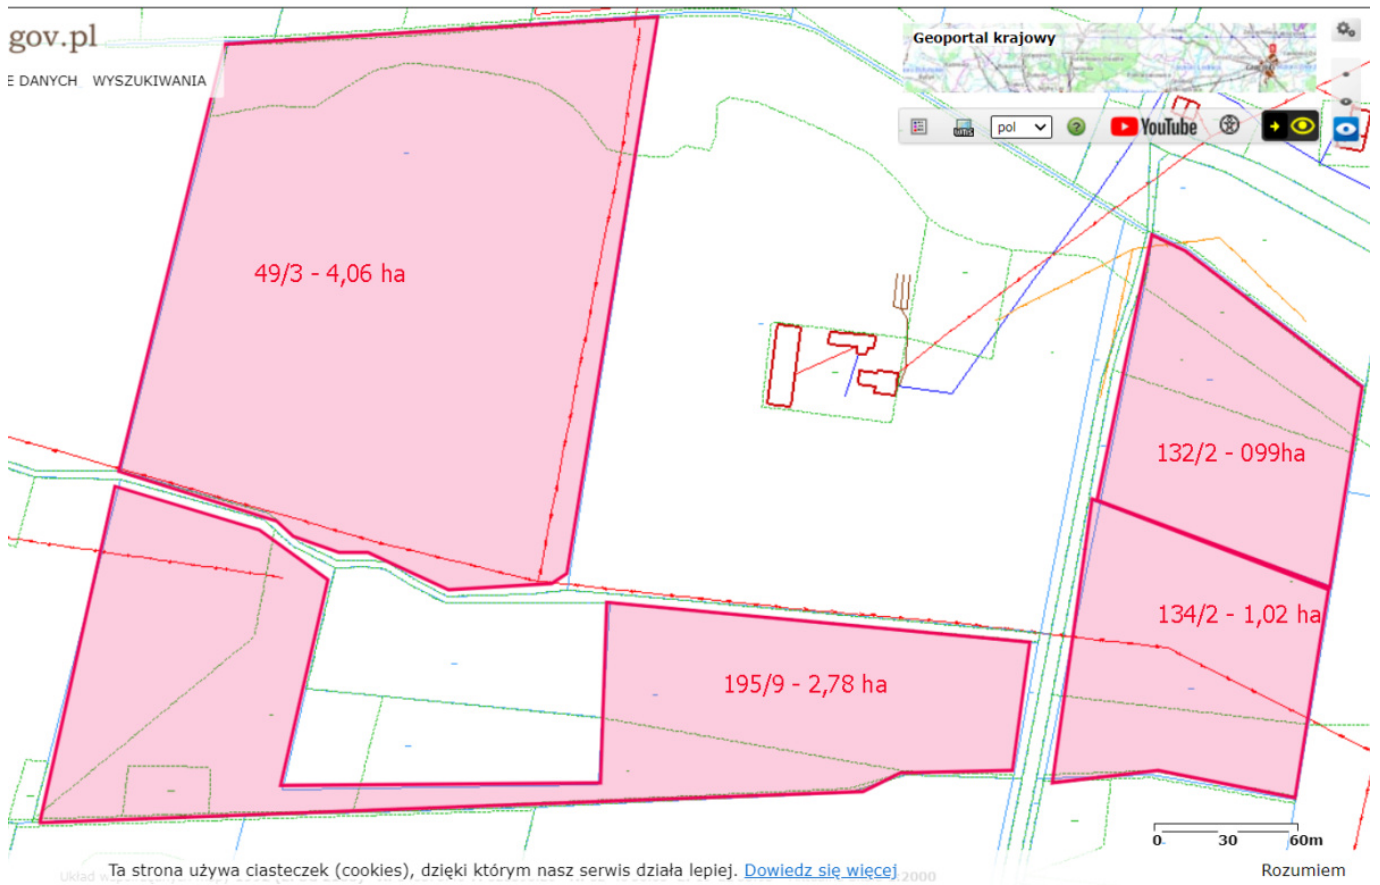 gov.pl
E DANYCH WYSZUKIWANIA
Geoportal krajowy
pol
YouTube
49/3 - 4,06 ha
132/2 - 099ha
134/2 - 1,02 ha
195/9 - 2,78 ha
0 30 60m
Ta strona używa ciasteczek (cookies), dzięki którym nasz serwis działa lepiej. Dowiedz się więcej
Rozumiem